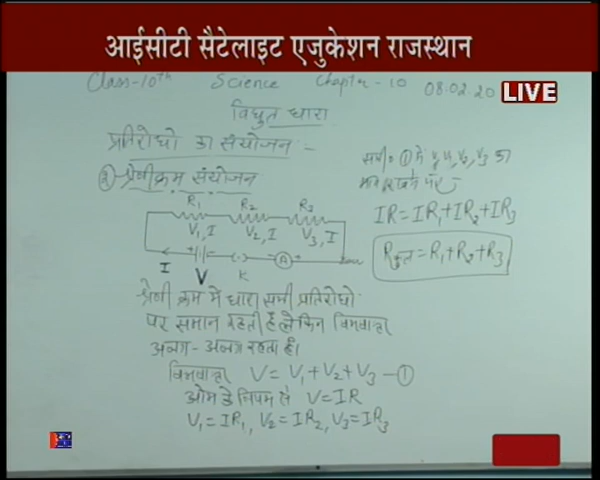 आईसीटी सैटेलाइट एजुकेशन राजस्थान
LIVE
Class-10th Science Chapter-10 08.02.20
विधुत धारा
प्रतिरोधो का संयोजन :-
श्रेणीक्रम संयोजन
R1 R2 R3
V1, I V2, I V3, I
I V K A
श्रेणी क्रम में धारा सभी प्रतिरोधो
पर समान रहती है लेकिन विभवान्तर
अलग-अलग रहता है।
विभवान्तर V = V1 + V2 + V3 — ①
ओम के नियम से V = IR
V1 = IR1, V2 = IR2, V3 = IR3
समी० ① में V, V1, V2, V3 का
मान रखने पर
IR = IR1 + IR2 + IR3
Rकुल = R1 + R2 + R3